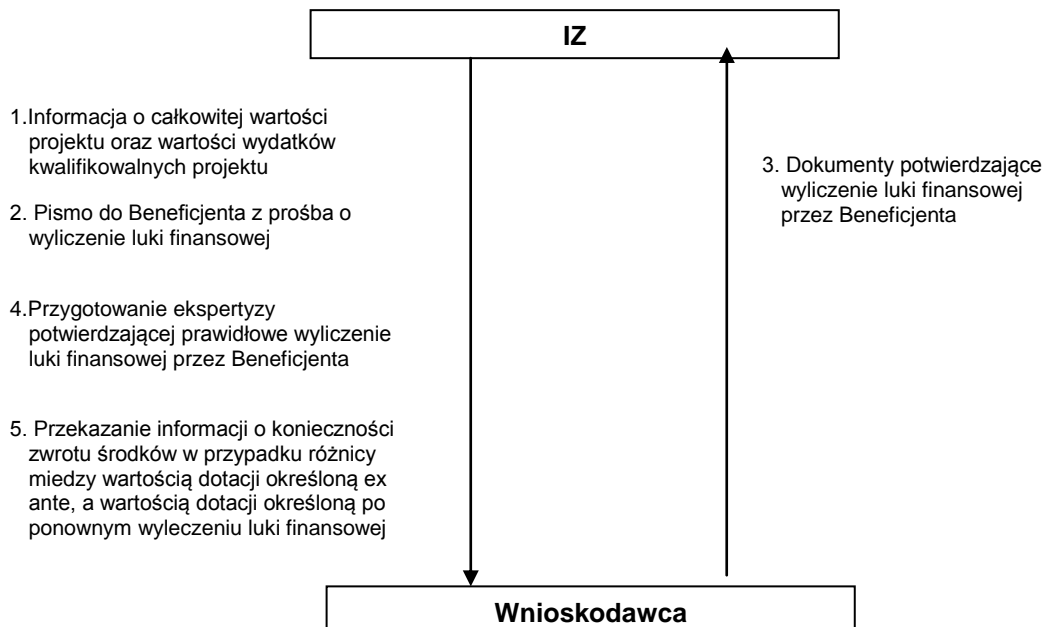 IZ
1.Informacja o całkowitej wartości
projektu oraz wartości wydatków
kwalifikowalnych projektu
2. Pismo do Beneficjenta z prośba o
wyliczenie luki finansowej
3. Dokumenty potwierdzające
wyliczenie luki finansowej
przez Beneficjenta
4.Przygotowanie ekspertyzy
potwierdzającej prawidłowe wyliczenie
luki finansowej przez Beneficjenta
5. Przekazanie informacji o konieczności
zwrotu środków w przypadku różnicy
miedzy wartością dotacji określoną ex
ante, a wartością dotacji określoną po
ponownym wyleczeniu luki finansowej
Wnioskodawca